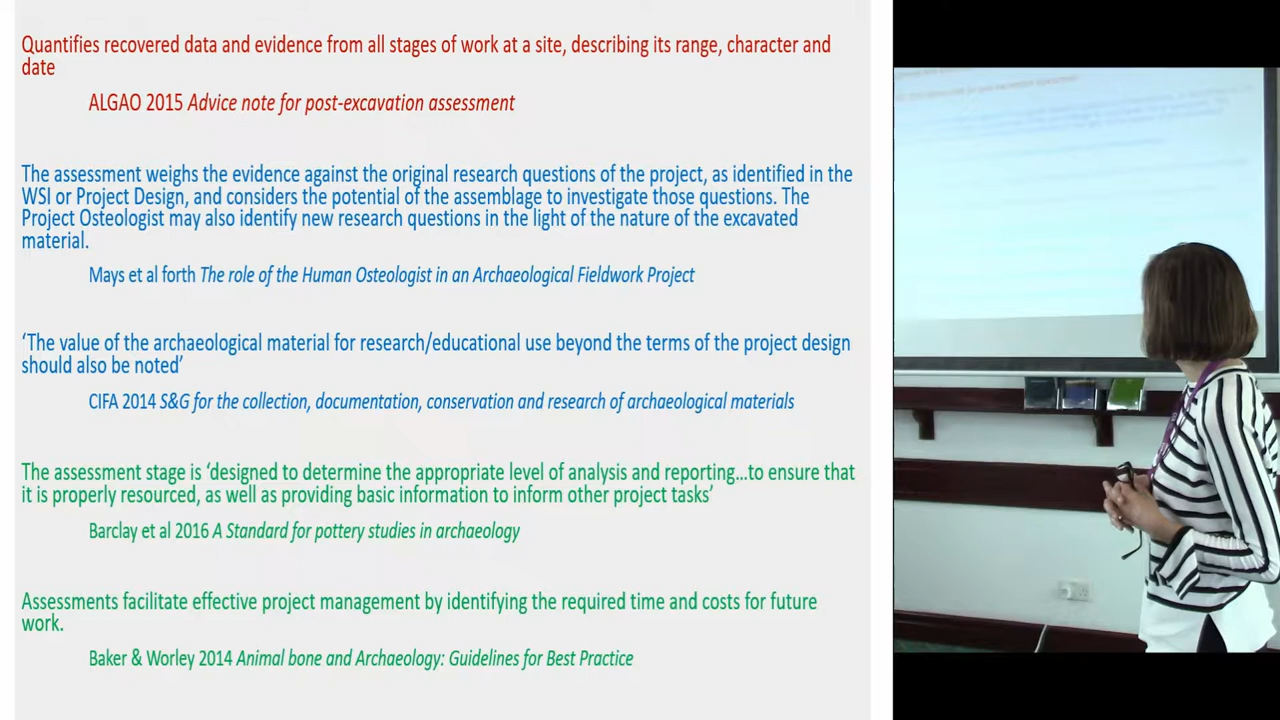 Quantifies recovered data and evidence from all stages of work at a site, describing its range, character and
date
ALGAO 2015 Advice note for post-excavation assessment
The assessment weighs the evidence against the original research questions of the project, as identified in the
WSI or Project Design, and considers the potential of the assemblage to investigate those questions. The
Project Osteologist may also identify new research questions in the light of the nature of the excavated
material.
Mays et al forth The role of the Human Osteologist in an Archaeological Fieldwork Project
‘The value of the archaeological material for research/educational use beyond the terms of the project design
should also be noted’
CIFA 2014 S&G for the collection, documentation, conservation and research of archaeological materials
The assessment stage is ‘designed to determine the appropriate level of analysis and reporting…to ensure that
it is properly resourced, as well as providing basic information to inform other project tasks’
Barclay et al 2016 A Standard for pottery studies in archaeology
Assessments facilitate effective project management by identifying the required time and costs for future
work.
Baker & Worley 2014 Animal bone and Archaeology: Guidelines for Best Practice